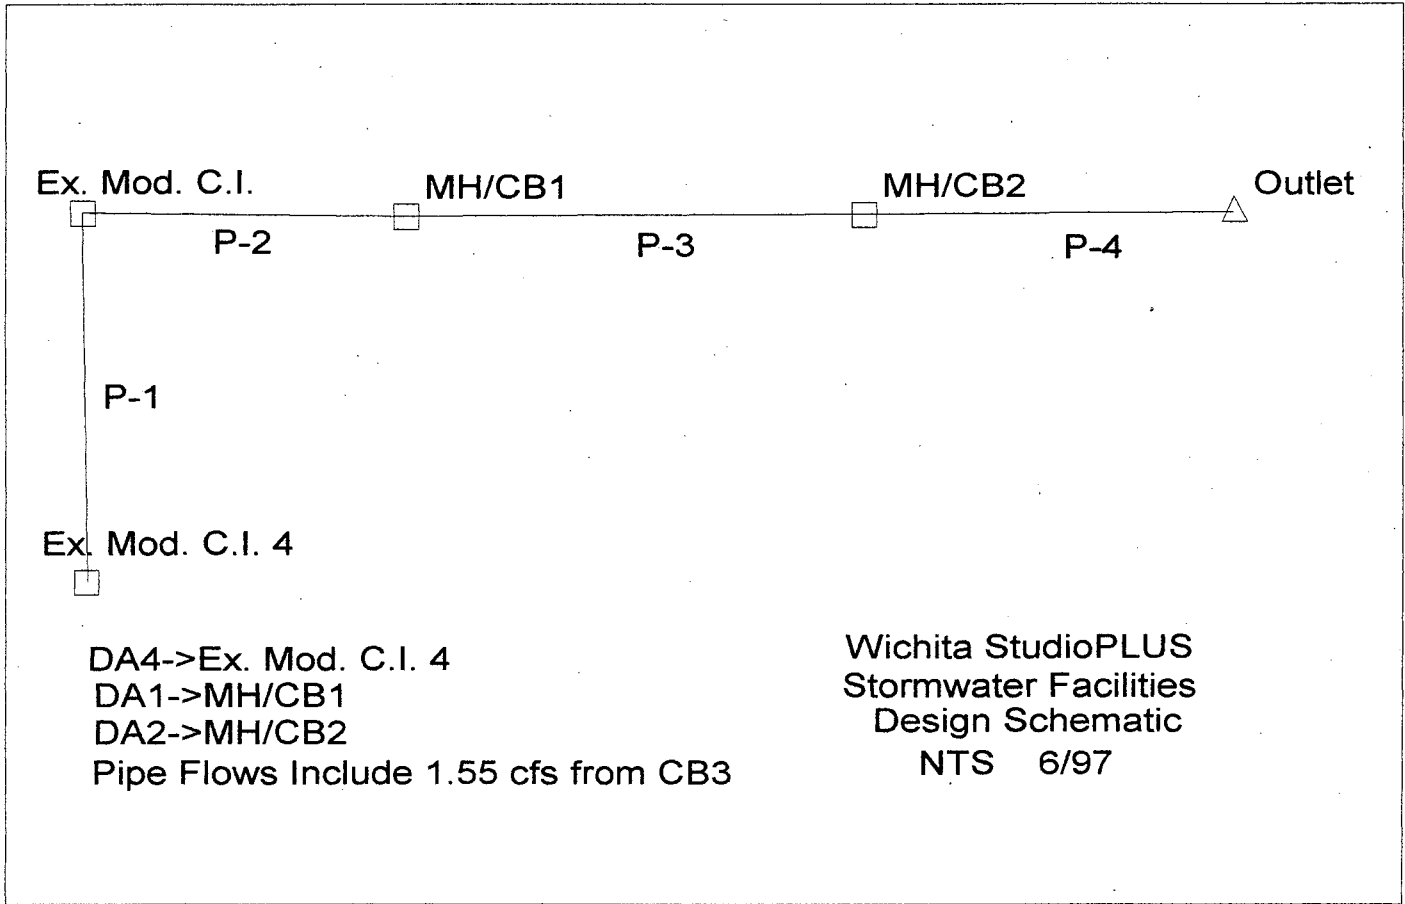 Ex. Mod. C.I.
MH/CB1
MH/CB2
Outlet
P-2
P-3
P-4
P-1
Ex. Mod. C.I. 4
DA4->Ex. Mod. C.I. 4
DA1->MH/CB1
DA2->MH/CB2
Pipe Flows Include 1.55 cfs from CB3
Wichita StudioPLUS
Stormwater Facilities
Design Schematic
NTS 6/97